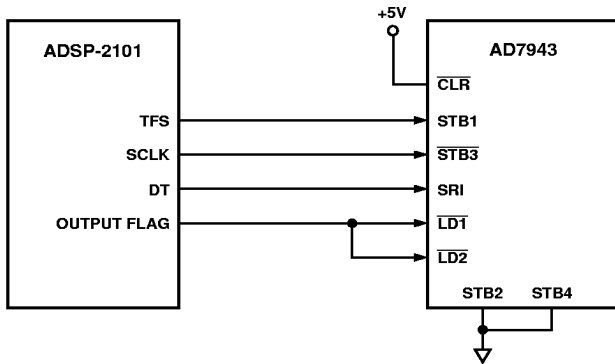 +5V
ADSP-2101
AD7943
CLR
TFS
STB1
SCLK
STB3
DT
SRI
OUTPUT FLAG
LD1
LD2
STB2 STB4